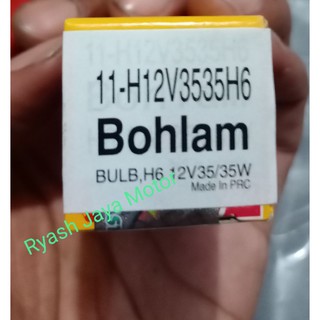 11-H12V3535H6
Bohlam
BULB,H6 12V35/35W
Made In PRC
Ryash Jaya Motor